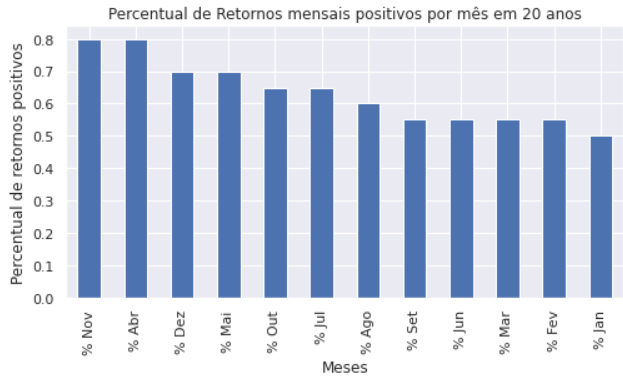 Percentual de Retornos mensais positivos por mês em 20 anos
Percentual de retornos positivos
0.8
0.7
0.6
0.5
0.4
0.3
0.2
0.1
0.0
% Nov
% Abr
% Dez
% Mai
% Out
% Jul
% Ago
% Set
% Jun
% Mar
% Fev
% Jan
Meses